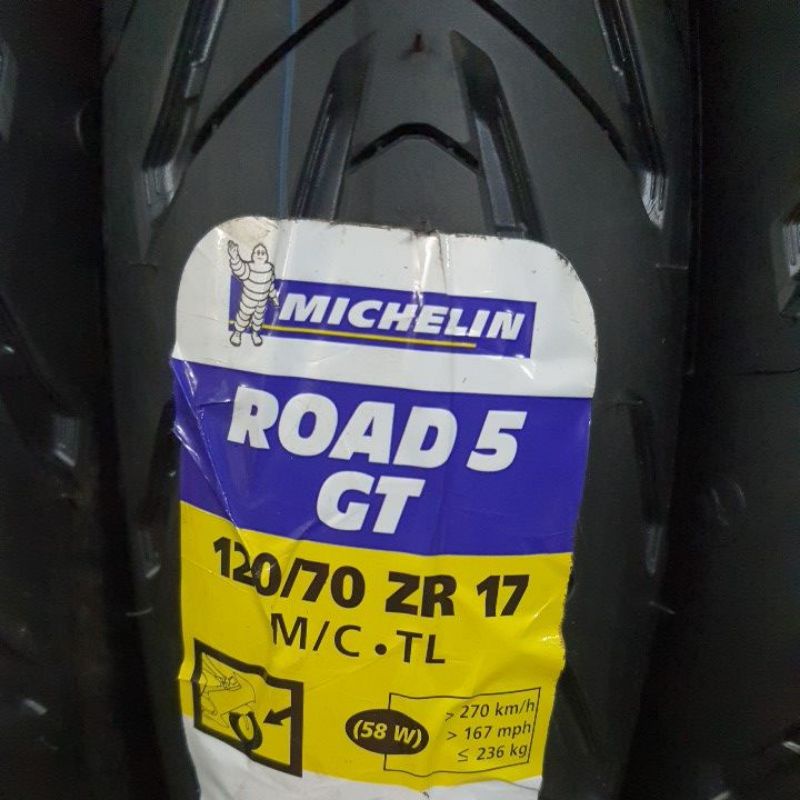 MICHELIN
ROAD 5
GT
120/70 ZR 17
M/C • TL
(58 W)
> 270 km/h
> 167 mph
≤ 236 kg